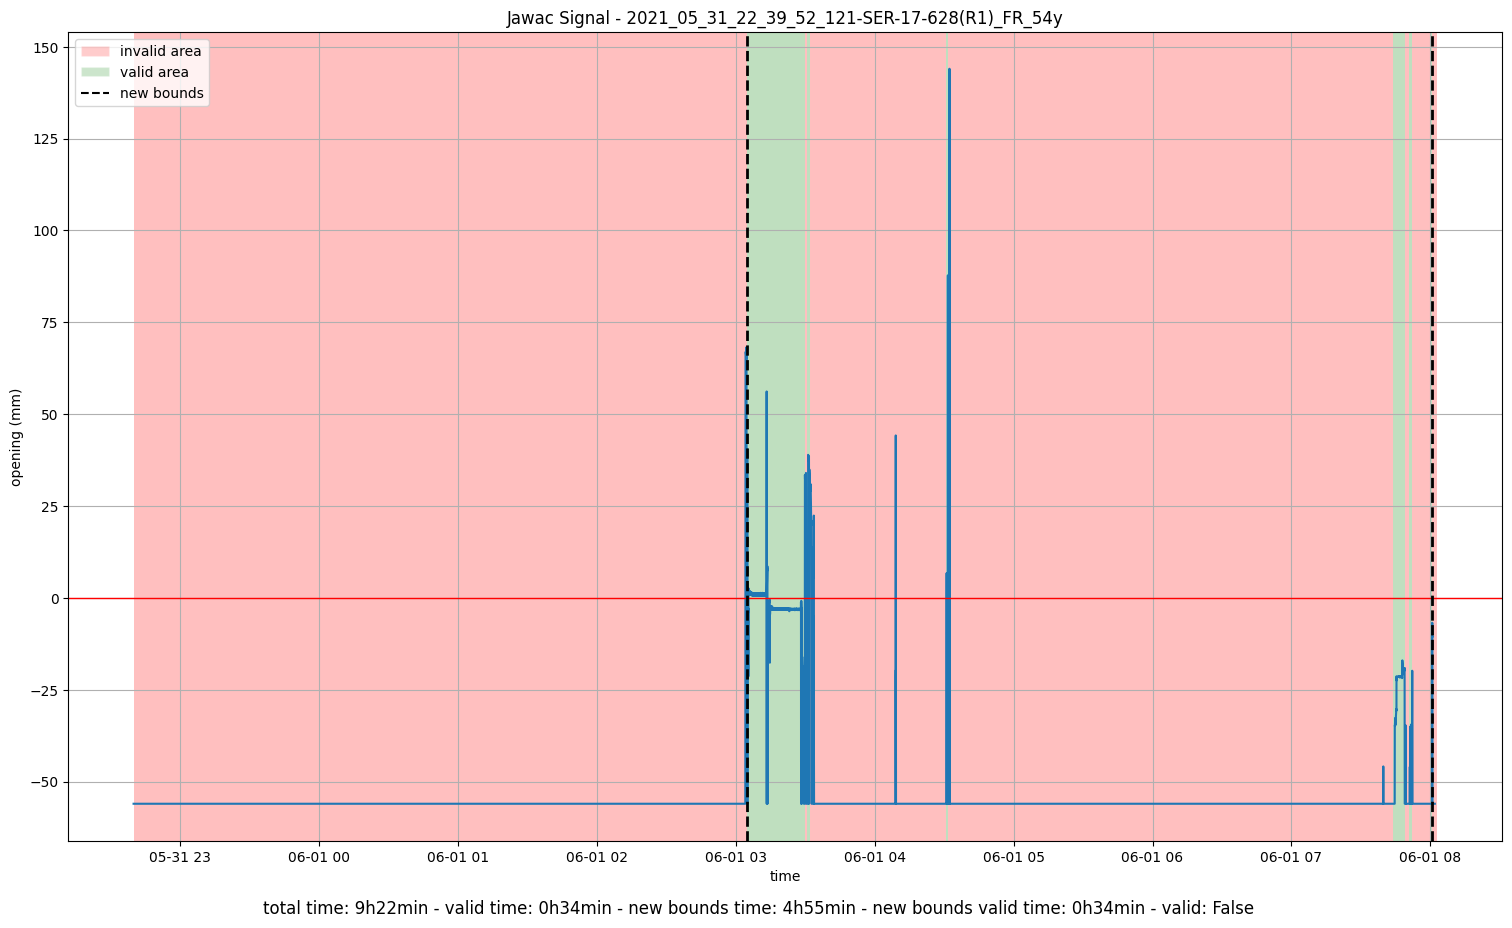 Jawac Signal - 2021_05_31_22_39_52_121-SER-17-628(R1)_FR_54y
invalid area
valid area
new bounds
150
125
100
75
50
25
0
−25
−50
opening (mm)
05-31 23 06-01 00 06-01 01 06-01 02 06-01 03 06-01 04 06-01 05 06-01 06 06-01 07 06-01 08
time
total time: 9h22min - valid time: 0h34min - new bounds time: 4h55min - new bounds valid time: 0h34min - valid: False